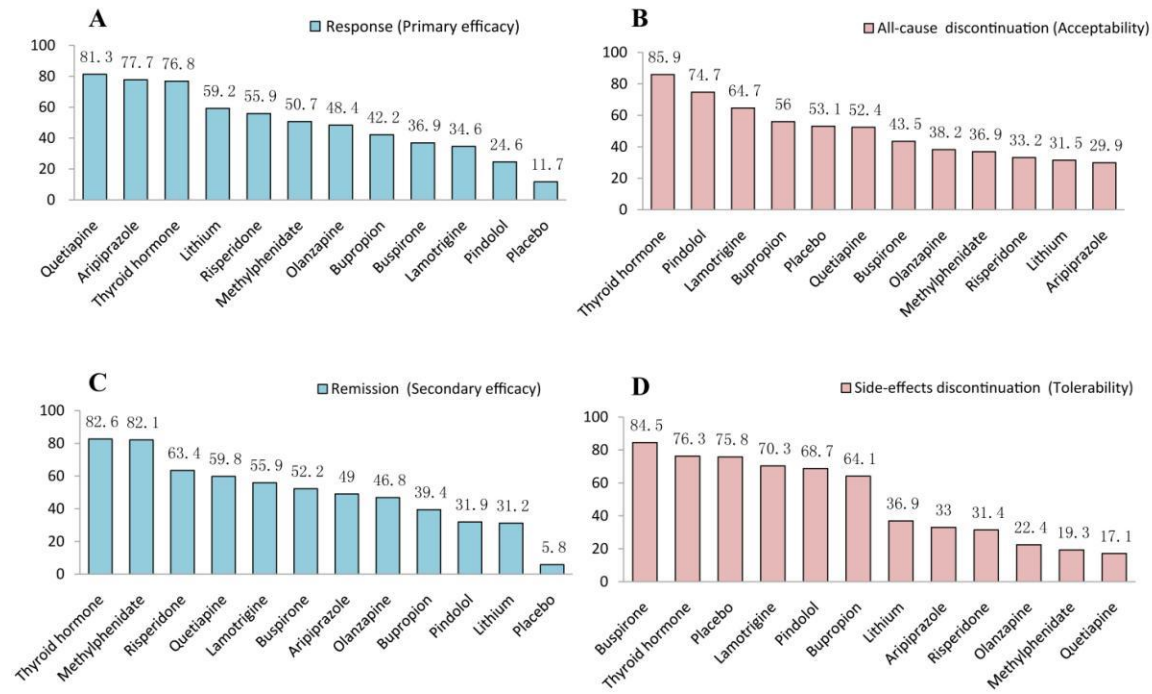 A
Response (Primary efficacy)
100
80
60
40
20
0
81.3
77.7
76.8
59.2
55.9
50.7
48.4
42.2
36.9
34.6
24.6
11.7
Quetiapine
Aripiprazole
Thyroid hormone
Lithium
Risperidone
Methylphenidate
Olanzapine
Bupropion
Buspirone
Lamotrigine
Pindolol
Placebo
B
All-cause discontinuation (Acceptability)
100
80
60
40
20
0
85.9
74.7
64.7
56
53.1
52.4
43.5
38.2
36.9
33.2
31.5
29.9
Thyroid hormone
Pindolol
Lamotrigine
Bupropion
Placebo
Quetiapine
Buspirone
Olanzapine
Methylphenidate
Risperidone
Lithium
Aripiprazole
C
Remission (Secondary efficacy)
100
80
60
40
20
0
82.6
82.1
63.4
59.8
55.9
52.2
49
46.8
39.4
31.9
31.2
5.8
Thyroid hormone
Methylphenidate
Risperidone
Quetiapine
Lamotrigine
Buspirone
Aripiprazole
Olanzapine
Bupropion
Pindolol
Lithium
Placebo
D
Side-effects discontinuation (Tolerability)
100
80
60
40
20
0
84.5
76.3
75.8
70.3
68.7
64.1
36.9
33
31.4
22.4
19.3
17.1
Buspirone
Thyroid hormone
Placebo
Lamotrigine
Pindolol
Bupropion
Lithium
Aripiprazole
Risperidone
Olanzapine
Methylphenidate
Quetiapine